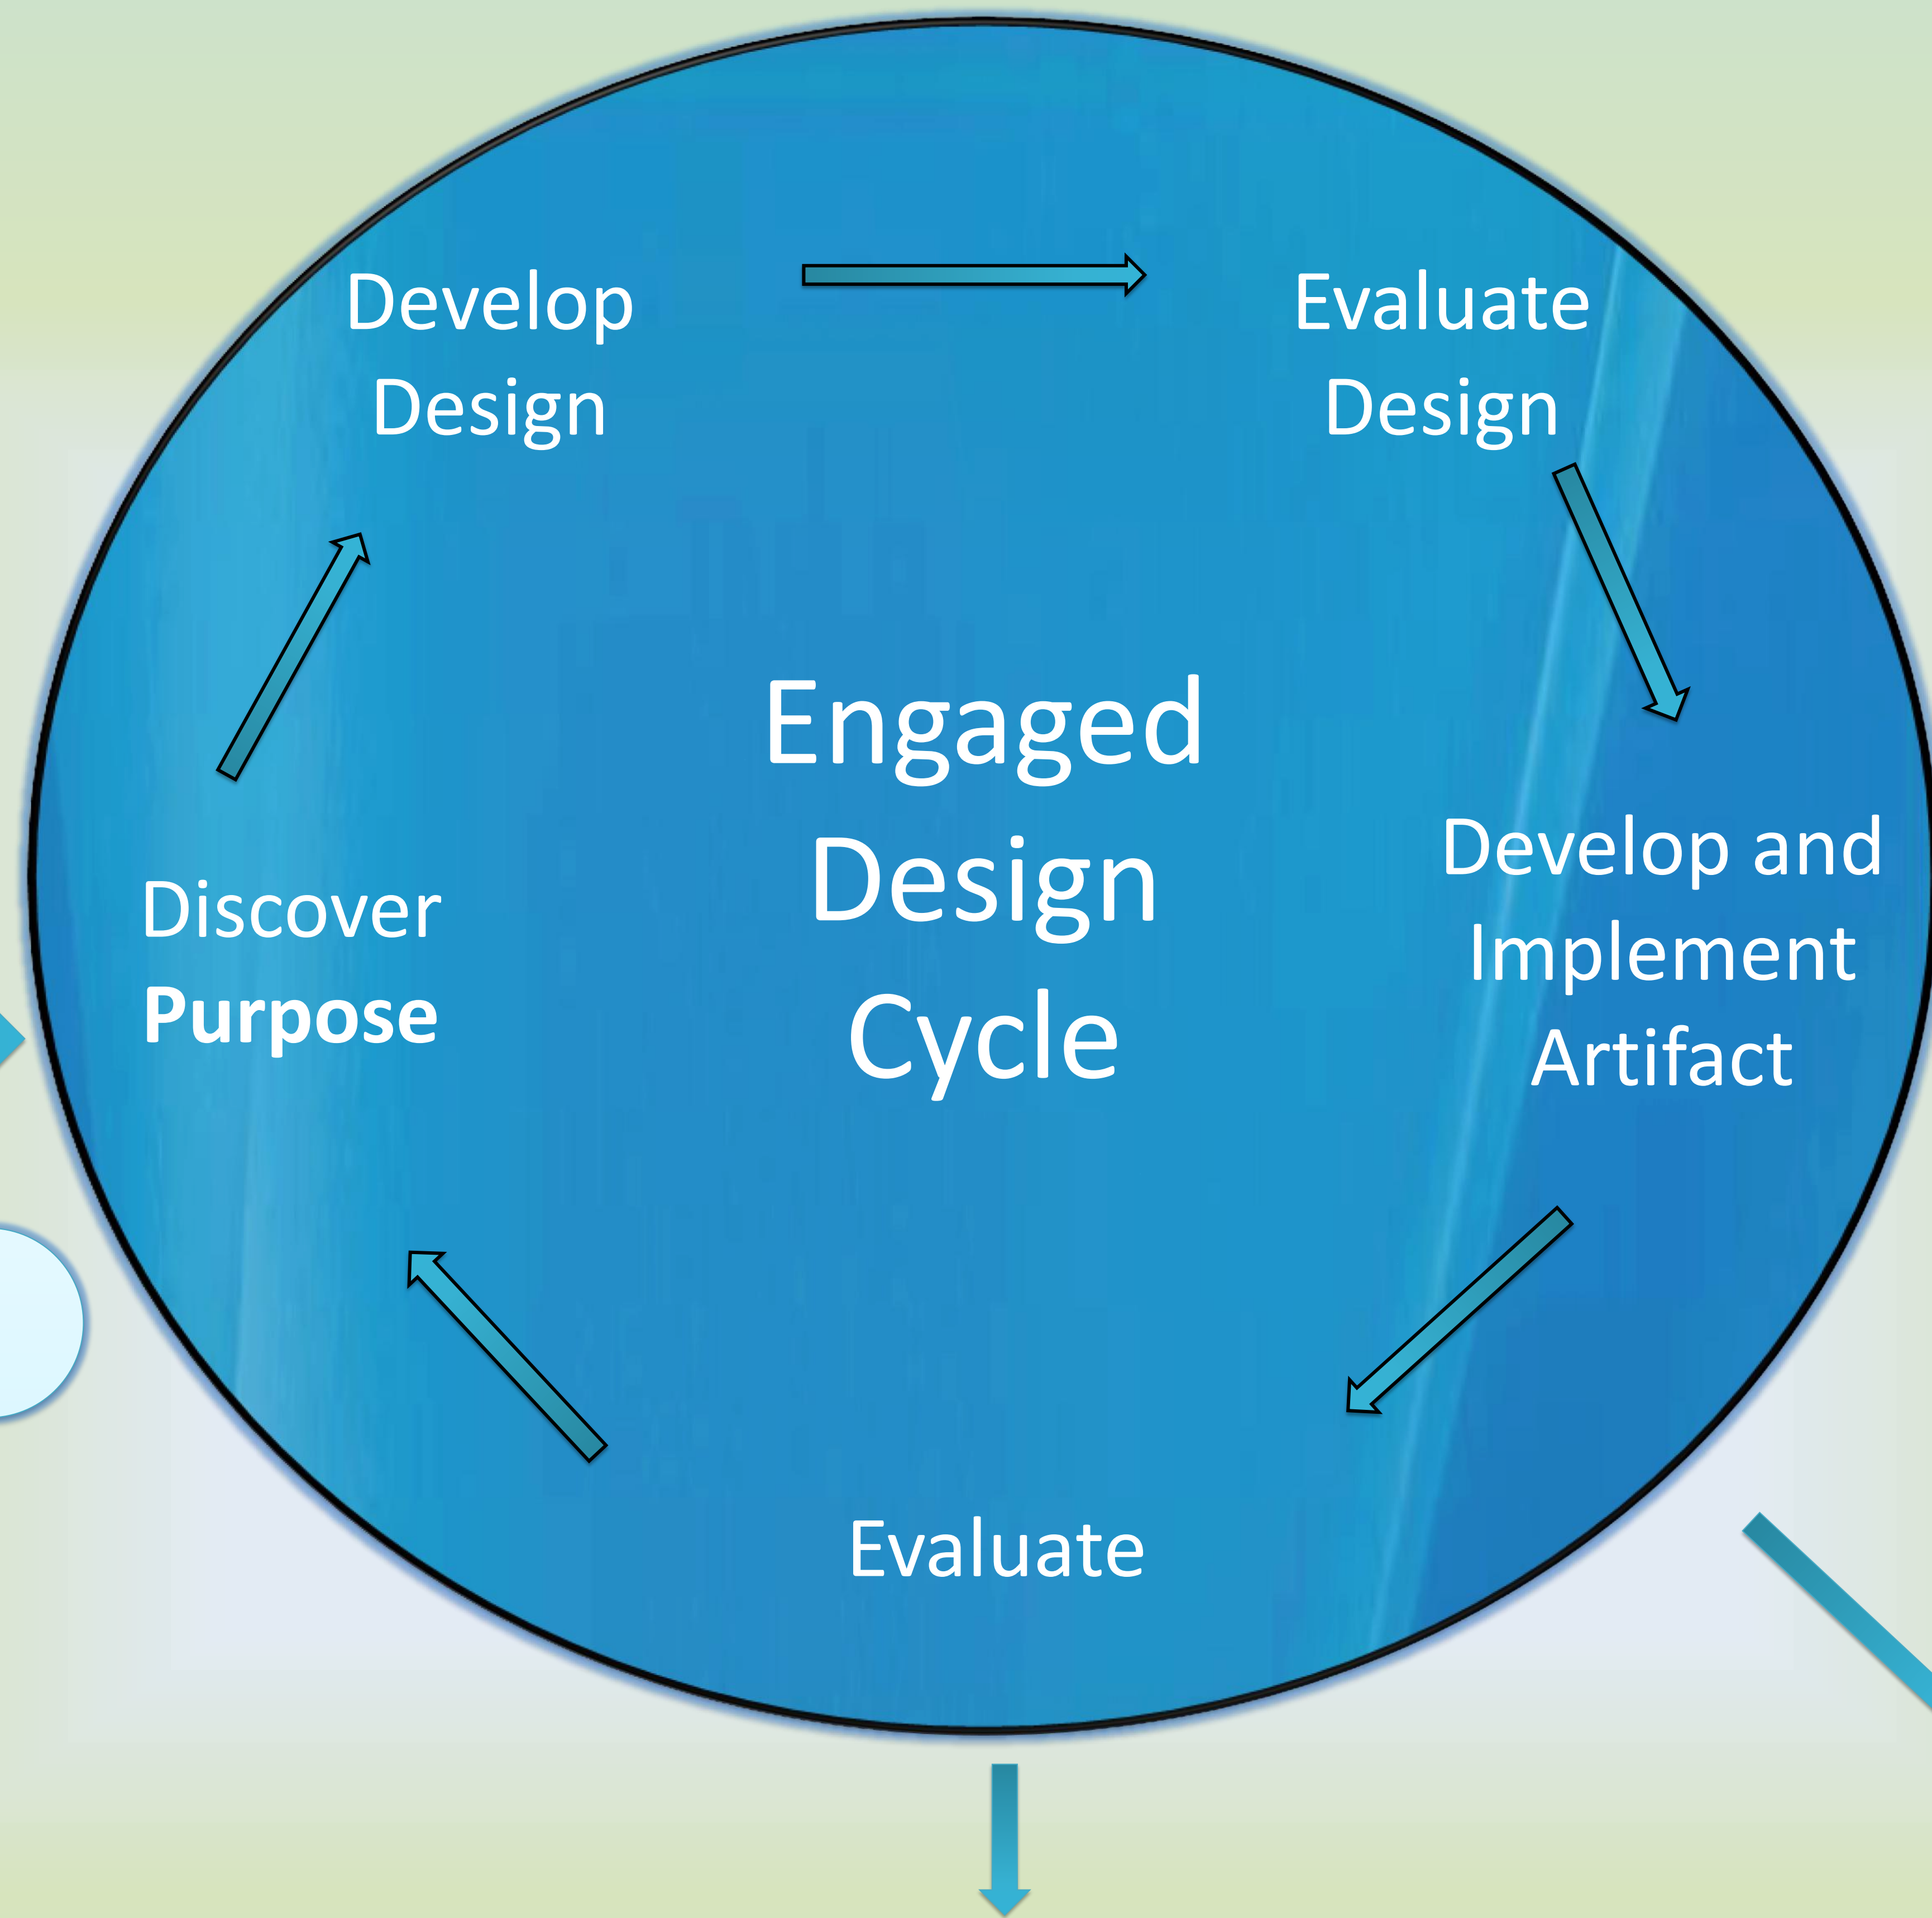 Develop
Design
Evaluate
Design
Engaged
Design
Cycle
Discover
Purpose
Develop and
Implement
Artifact
Evaluate